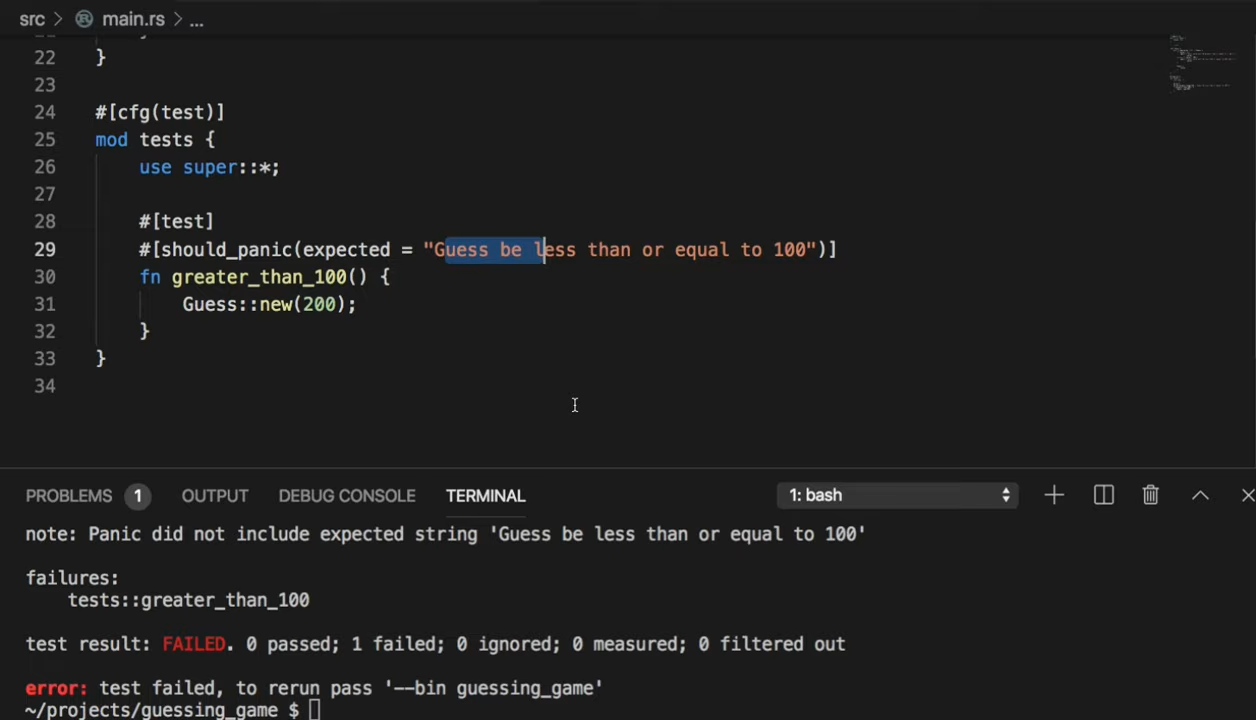 src > main.rs > ...
22 }
23
24 #[cfg(test)]
25 mod tests {
26 use super::*;
27
28 #[test]
29 #[should_panic(expected = "Guess be less than or equal to 100")]
30 fn greater_than_100() {
31 Guess::new(200);
32 }
33 }
34
PROBLEMS 1 OUTPUT DEBUG CONSOLE TERMINAL 1: bash
note: Panic did not include expected string 'Guess be less than or equal to 100'
failures:
tests::greater_than_100
test result: FAILED. 0 passed; 1 failed; 0 ignored; 0 measured; 0 filtered out
error: test failed, to rerun pass '--bin guessing_game'
~/projects/guessing_game $